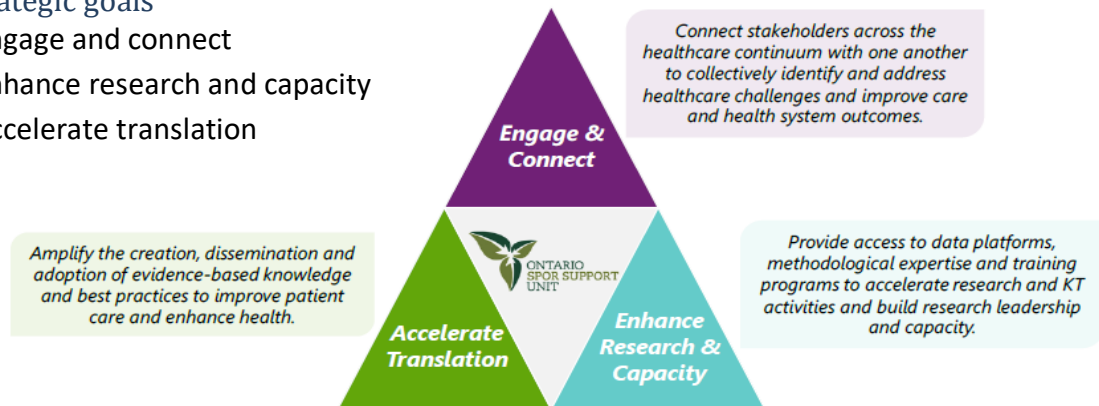 ategic goals
gage and connect
hance research and capacity
ccelerate translation
Connect stakeholders across the
healthcare continuum with one another
to collectively identify and address
healthcare challenges and improve care
and health system outcomes.
Engage &
Connect
Amplify the creation, dissemination and
adoption of evidence-based knowledge
and best practices to improve patient
care and enhance health.
ONTARIO
SPOR SUPPORT
UNIT
Provide access to data platforms,
methodological expertise and training
programs to accelerate research and KT
activities and build research leadership
and capacity.
Accelerate
Translation
Enhance
Research &
Capacity